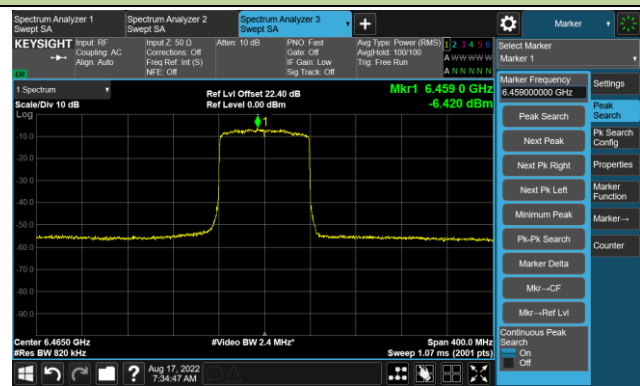 Spectrum Analyzer 1
Swept SA
Spectrum Analyzer 2
Swept SA
Spectrum Analyzer 3
Swept SA
Marker
KEYSIGHT
Input: RF
Coupling: AC
Align: Auto
Input Z: 50 Ω
Corrections: Off
Freq Ref: Int (S)
NFE: Off
Atten: 10 dB
PNO: Fast
Gate: Off
IF Gain: Low
Sig Track: Off
Avg Type: Power (RMS)
Avg|Hold: 100/100
Trig: Free Run
1 2 3 4 5 6
A W W W W W
A N N N N N
Select Marker
Marker 1
LW
1 Spectrum
Scale/Div 10 dB
Log
Ref Lvl Offset 22.40 dB
Ref Level 0.00 dBm
Mkr1 6.459 0 GHz
-6.420 dBm
1
-10.0
-20.0
-30.0
-40.0
-50.0
-60.0
-70.0
-80.0
-90.0
Center 6.4650 GHz
#Res BW 820 kHz
#Video BW 2.4 MHz*
Span 400.0 MHz
Sweep 1.07 ms (2001 pts)
Marker Frequency
6.459000000 GHz
Peak Search
Next Peak
Next Pk Right
Next Pk Left
Minimum Peak
Pk-Pk Search
Marker Delta
Mkr→CF
Mkr→Ref Lvl
Continuous Peak
Search
On
Off
Settings
Peak
Search
Pk Search
Config
Properties
Marker
Function
Marker→
Counter
Aug 17, 2022
7:34:47 AM